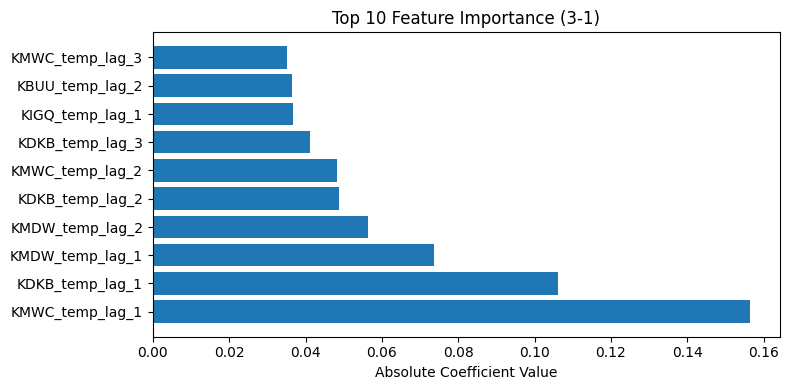 Top 10 Feature Importance (3-1)
KMWC_temp_lag_3
KBUU_temp_lag_2
KIGQ_temp_lag_1
KDKB_temp_lag_3
KMWC_temp_lag_2
KDKB_temp_lag_2
KMDW_temp_lag_2
KMDW_temp_lag_1
KDKB_temp_lag_1
KMWC_temp_lag_1
0.00 0.02 0.04 0.06 0.08 0.10 0.12 0.14 0.16
Absolute Coefficient Value